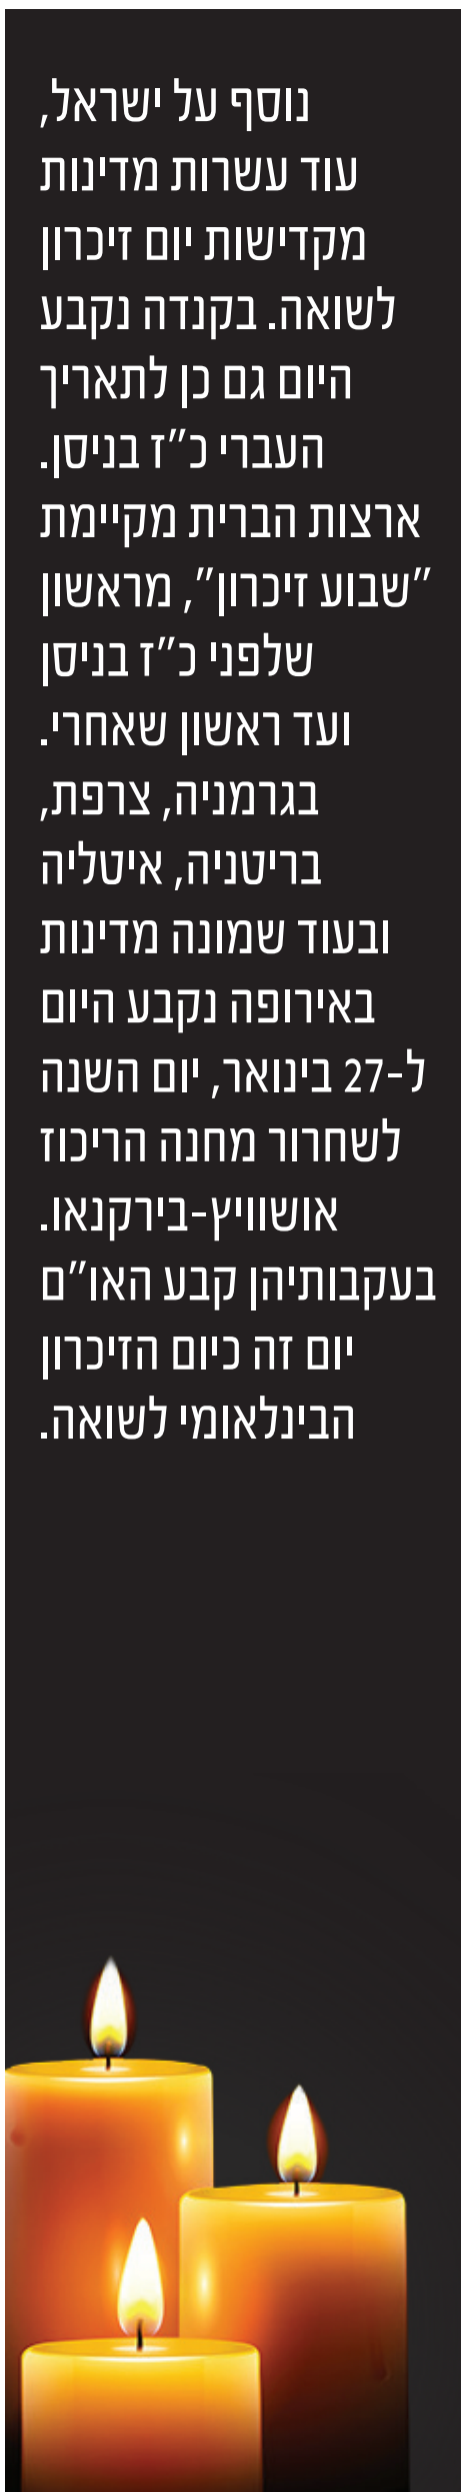 נוסף על ישראל,
עוד עשרות מדינות
מקדישות יום זיכרון
לשואה. בקנדה נקבע
היום גם כן לתאריך
העברי כ״ז בניסן.
ארצות הברית מקיימת
״שבוע זיכרון״, מראשון
שלפני כ״ז בניסן
ועד ראשון שאחרי.
בגרמניה, צרפת,
בריטניה, איטליה
ובעוד שמונה מדינות
באירופה נקבע היום
ל-27 בינואר, יום השנה
לשחרור מחנה הריכוז
אושוויץ-בירקנאו.
בעקבותיהן קבע האו״ם
יום זה כיום הזיכרון
הבינלאומי לשואה.